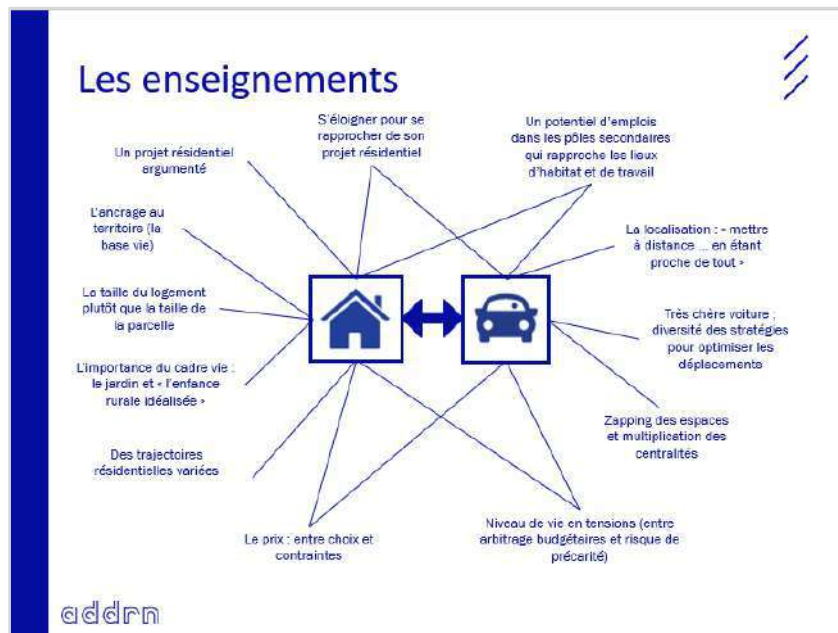 Les enseignements
S'éloigner pour se
rapprocher de son
projet résidentiel
Un potentiel d'emplois
dans les pôles secondaires
qui rapproche les lieux
d'habitat et de travail
Un projet résidentiel
argumenté
L'ancrage au
territoire (la
base vie)
La localisation : « mettre
à distance ... en étant
proche de tout »
La taille du logement
plutôt que la taille de
la parcelle
Très chère voiture :
diversité des stratégies
pour optimiser les
déplacements
L'importance du cadre vie :
le jardin et « l'enfance
rurale idéalisée »
Zapping des espaces
et multiplication des
centralités
Des trajectoires
résidentielles variées
Le prix : entre choix et
contraintes
Niveau de vie en tensions (entre
arbitrage budgétaires et risque de
précarité)
addrn